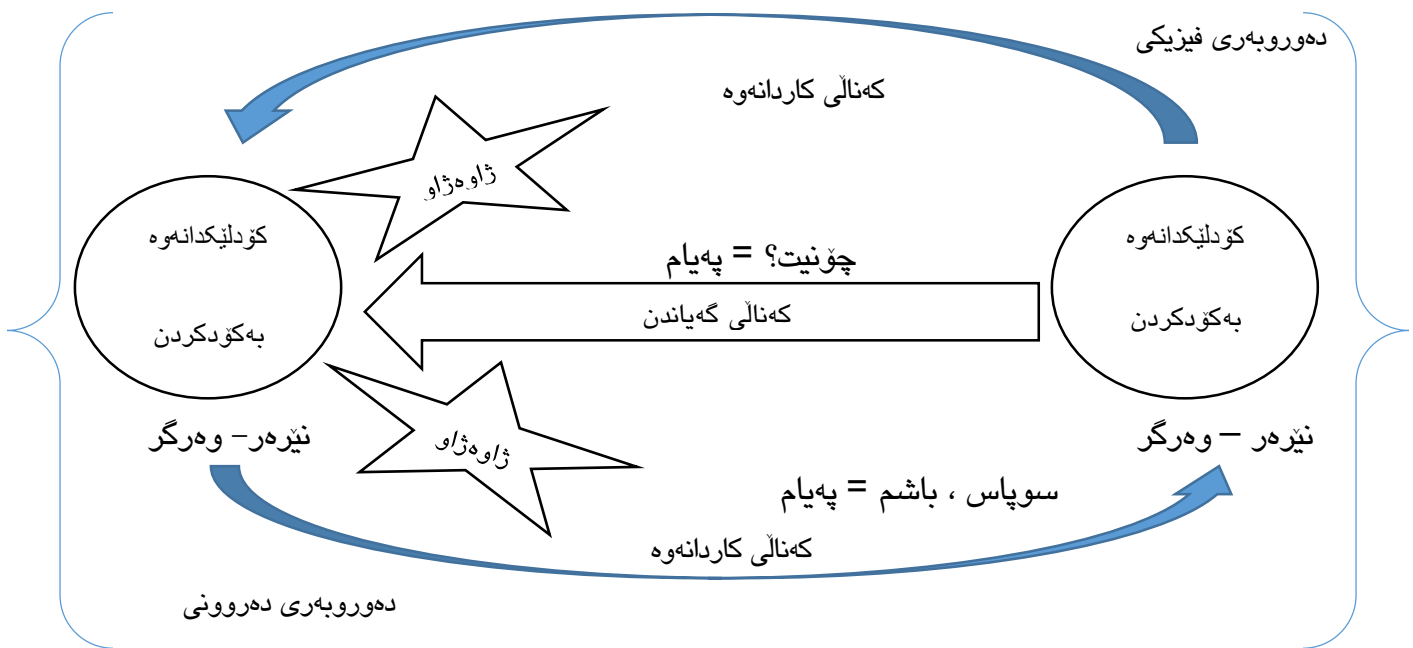 دەوروبەری فیزیکی
کەناڵی کاردانەوە
ژاوەژاو
کۆدلێکدانەوە
بەکۆدکردن
نێرەر – وەرگر
چۆنیت؟ = پەیام
کەناڵی گەیاندن
کۆدلێکدانەوە
بەکۆدکردن
نێرەر– وەرگر
ژاوەژاو
سوپاس ، باشم = پەیام
کەناڵی کاردانەوە
دەوروبەری دەروونی